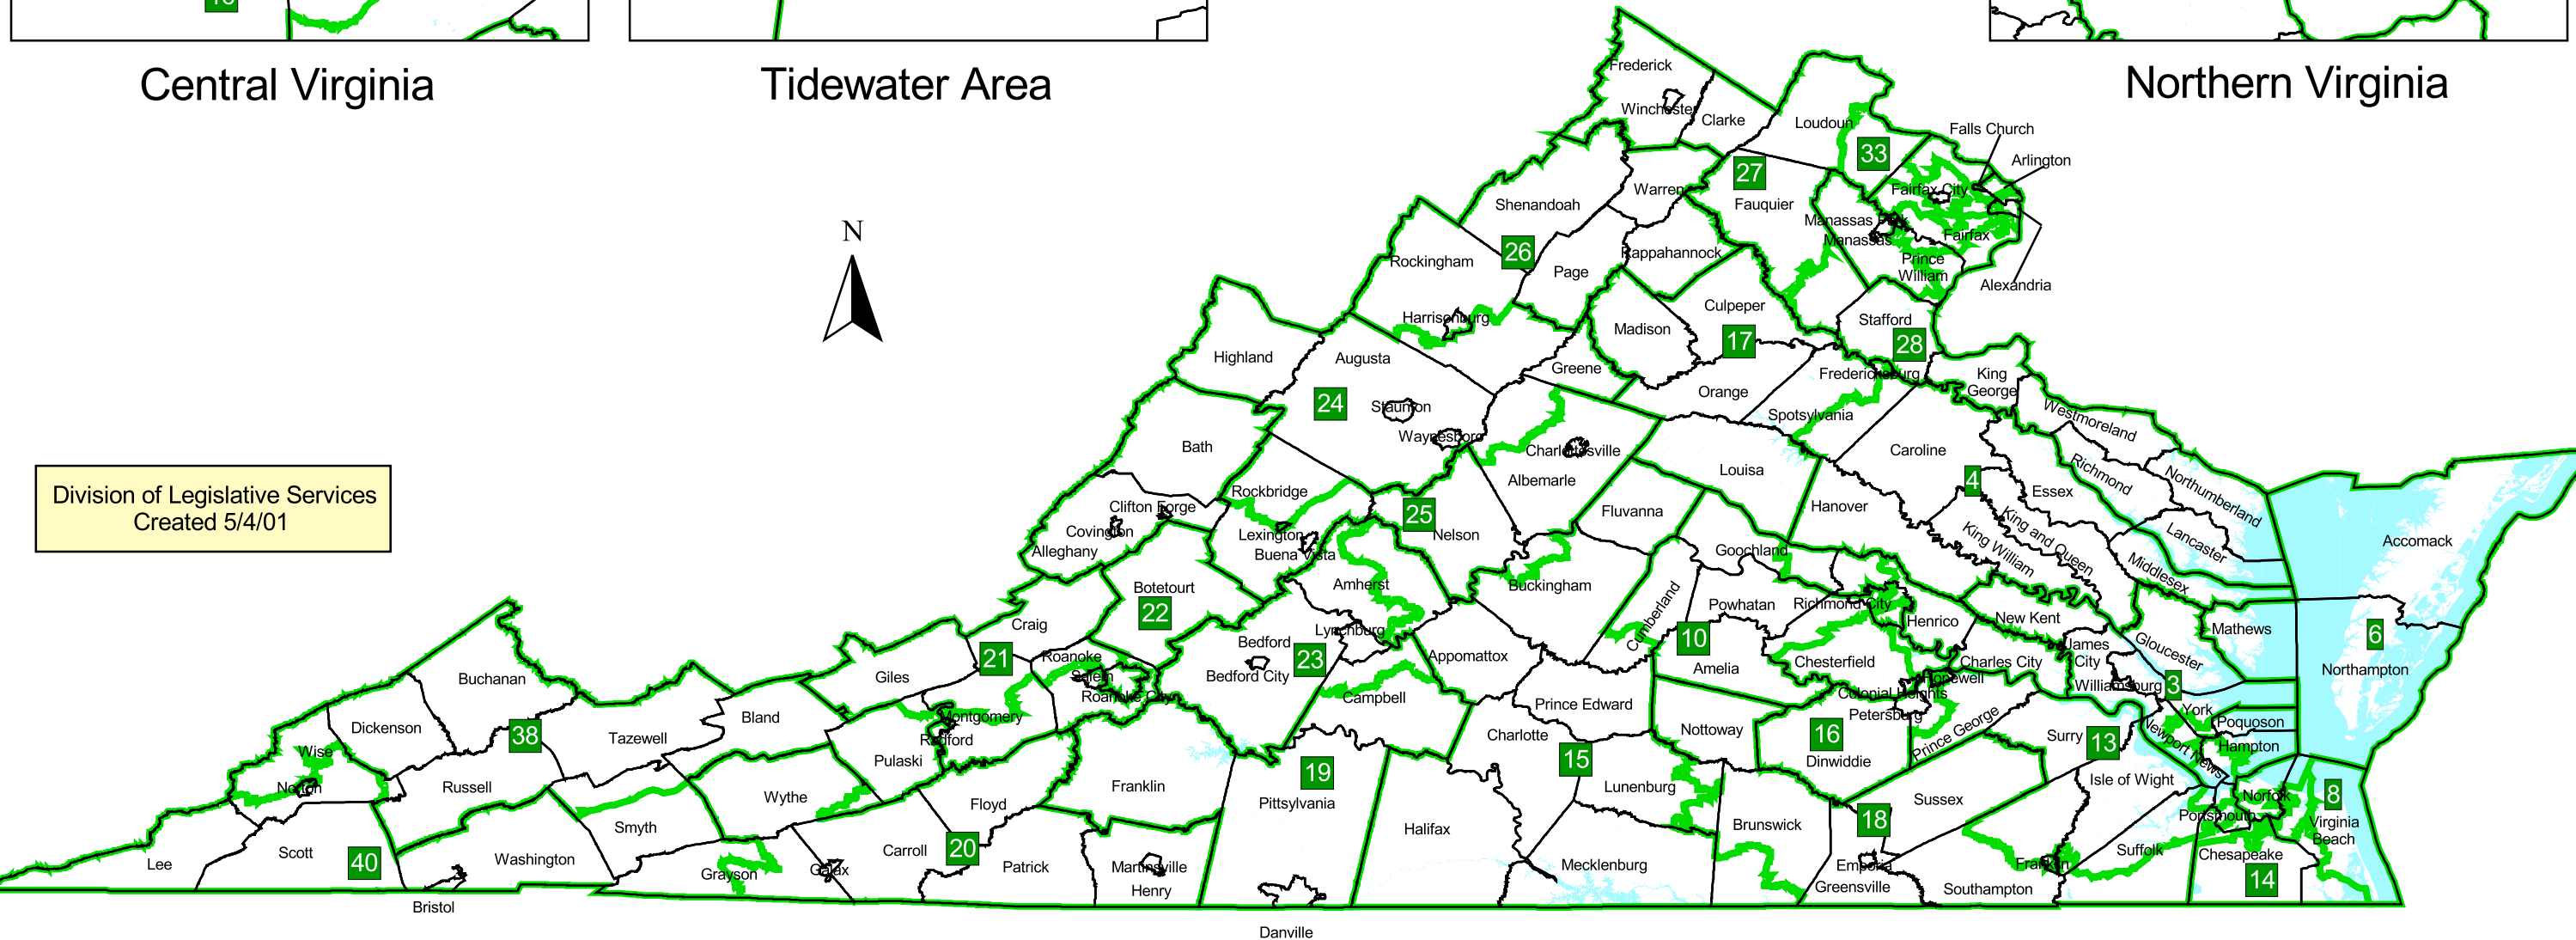 Central Virginia
Tidewater Area
Northern Virginia
Frederick
Winchester
Clarke
Loudoun
Falls Church
33
Arlington
27
Warren
Fairfax City
Shenandoah
Fauquier
Manassas Park
Fairfax
Manassas
N
26
Rappahannock
Rockingham
Page
Prince
William
Alexandria
Culpeper
Harrisonburg
Stafford
Madison
17
28
Highland
Augusta
Greene
Fredericksburg
King
George
Orange
24
Staunton
Spotsylvania
Westmoreland
Waynesboro
Bath
Charlottesville
Caroline
Louisa
Richmond
Albemarle
4
Division of Legislative Services
Created 5/4/01
Rockbridge
Essex
Northumberland
Clifton Forge
25
Fluvanna
Hanover
Covington
Lexington
Nelson
King and Queen
King William
Lancaster
Accomack
Alleghany
Buena Vista
Goochland
Middlesex
Botetourt
Amherst
Buckingham
22
Cumberland
Powhatan
Richmond City
New Kent
Craig
Henrico
Mathews
6
Lynchburg
10
Bedford
James
City
Gloucester
21
Roanoke
23
Appomattox
Amelia
Chesterfield
Charles City
Northampton
Giles
Salem
Bedford City
Hopewell
Buchanan
Roanoke City
Campbell
Colonial Heights
Williamsburg
3
Prince Edward
Petersburg
York
Bland
Montgomery
Poquoson
Dickenson
38
Tazewell
Radford
Charlotte
Nottoway
16
Prince George
Surry
13
Newport News
Hampton
Wise
Pulaski
15
Dinwiddie
Norton
Russell
Wythe
Franklin
19
Lunenburg
Isle of Wight
Floyd
Pittsylvania
Sussex
Norfolk
8
Smyth
Halifax
Brunswick
18
Portsmouth
Virginia
Beach
Scott
Carroll
20
Suffolk
Chesapeake
Lee
40
Washington
Grayson
Galax
Patrick
Martinsville
Mecklenburg
Emporia
Franklin
14
Henry
Greensville
Southampton
Bristol
Danville